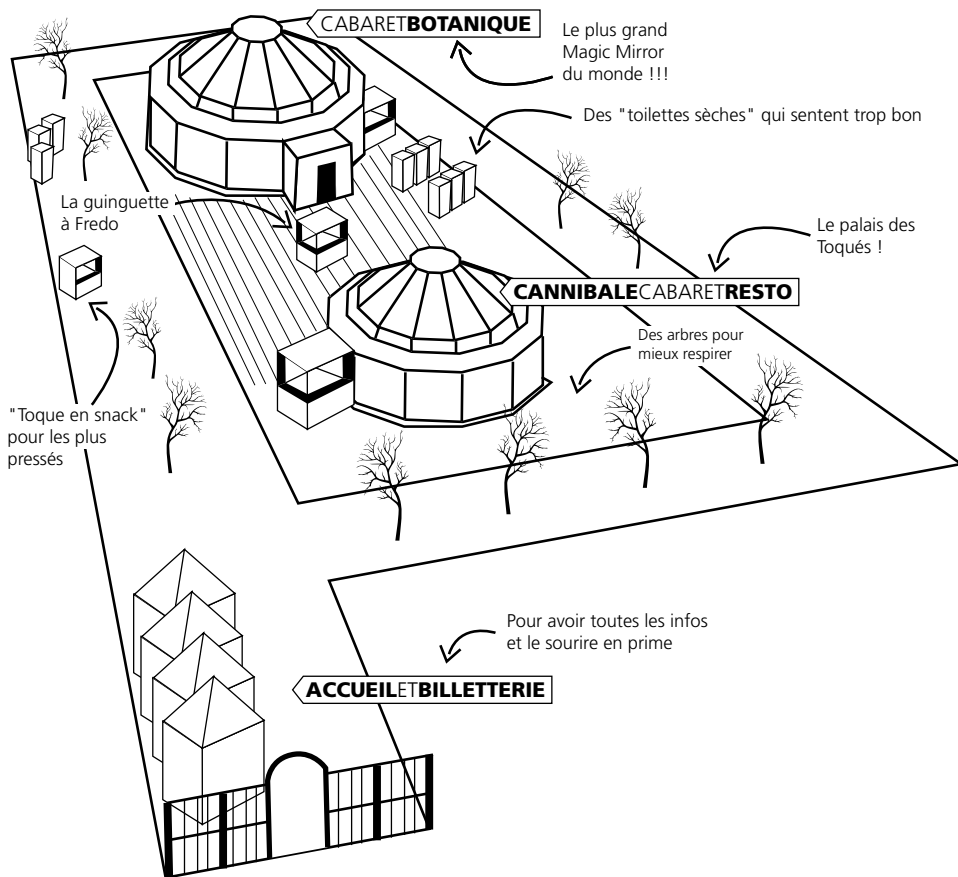 CABARETBOTANIQUE
Le plus grand
Magic Mirror
du monde !!!
Des "toilettes sèches" qui sentent trop bon
La guinguette
à Fredo
Le palais des
Toqués !
CANNIBALECABARETRESTO
Des arbres pour
mieux respirer
"Toque en snack"
pour les plus
pressés
Pour avoir toutes les infos
et le sourire en prime
ACCUEILETBILLETTERIE